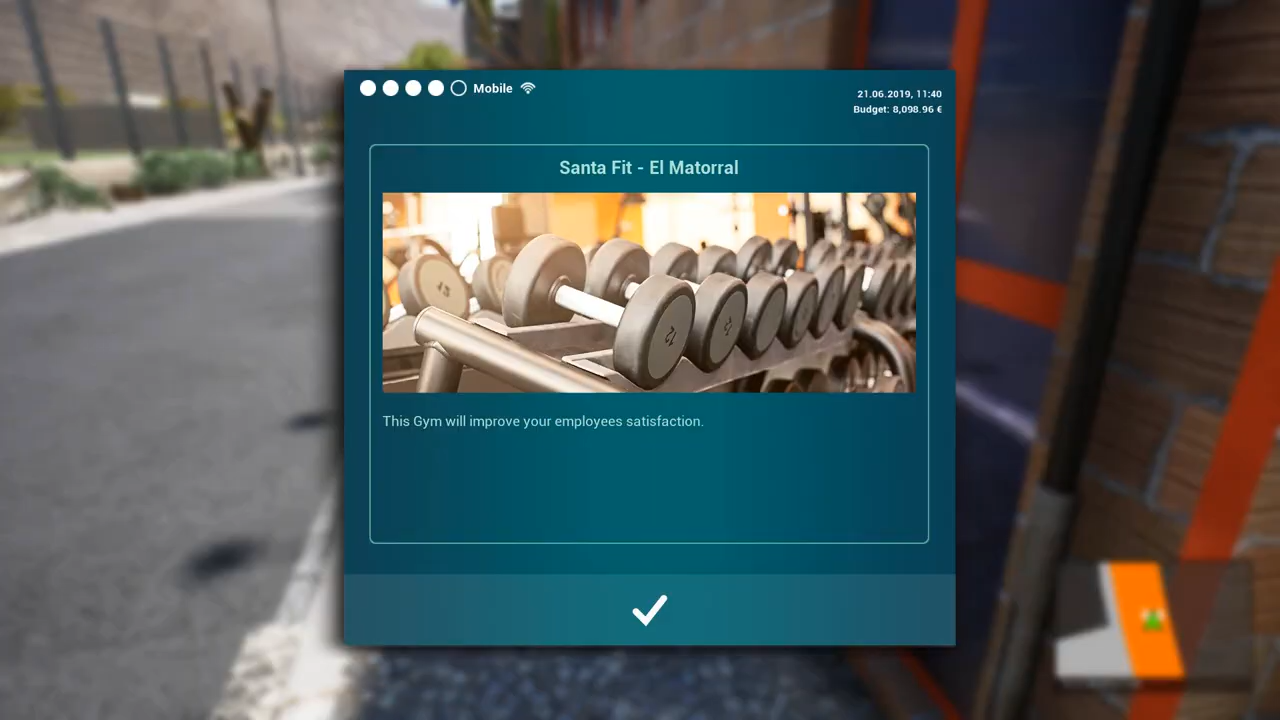 Mobile
21.06.2019, 11:40
Budget: 8,098.96 €
Santa Fit - El Matorral
12
This Gym will improve your employees satisfaction.